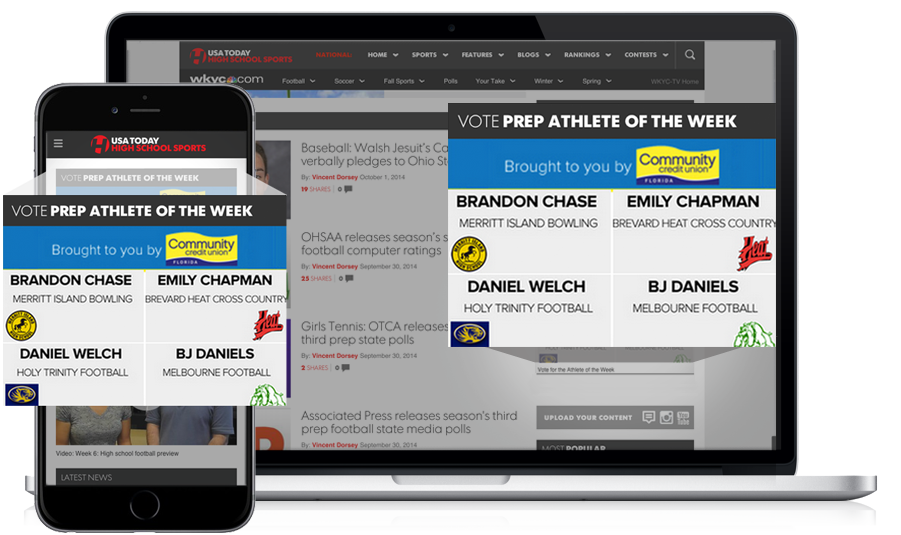 USA TODAY
HIGH SCHOOL SPORTS
NATIONAL
HOME
SPORTS
FEATURES
BLOGS
RANKINGS
CONTESTS
wkyc.com
Football
Soccer
Fall Sports
Polls
Your Take
Winter
Spring
WKYC-TV Home
Baseball: Walsh Jesuit's Ca
verbally pledges to Ohio St
By: Vincent Dorsey October 1, 2014
19 SHARES | 0
OHSAA releases season's s
football computer ratings
By: Vincent Dorsey September 30, 2014
25 SHARES | 0
Girls Tennis: OTCA releases
third prep state polls
By: Vincent Dorsey September 30, 2014
2 SHARES | 0
Associated Press releases season's third
prep football state media polls
By: Vincent Dorsey September 30, 2014
VOTE PREP ATHLETE OF THE WEEK
Brought to you by Community
credit union
FLORIDA
BRANDON CHASE
MERRITT ISLAND BOWLING
EMILY CHAPMAN
BREVARD HEAT CROSS COUNTRY
Heat
DANIEL WELCH
HOLY TRINITY FOOTBALL
BJ DANIELS
MELBOURNE FOOTBALL
Vote for the Athlete of the Week
UPLOAD YOUR CONTENT
MOST POPULAR
USA TODAY
HIGH SCHOOL SPORTS
VOTE PREP ATHLETE OF THE WEEK
VOTE PREP ATHLETE OF THE WEEK
Brought to you by Community
credit union
FLORIDA
BRANDON CHASE
MERRITT ISLAND BOWLING
EMILY CHAPMAN
BREVARD HEAT CROSS COUNTRY
Heat
DANIEL WELCH
HOLY TRINITY FOOTBALL
BJ DANIELS
MELBOURNE FOOTBALL
Video: Week 6: High school football preview
LATEST NEWS